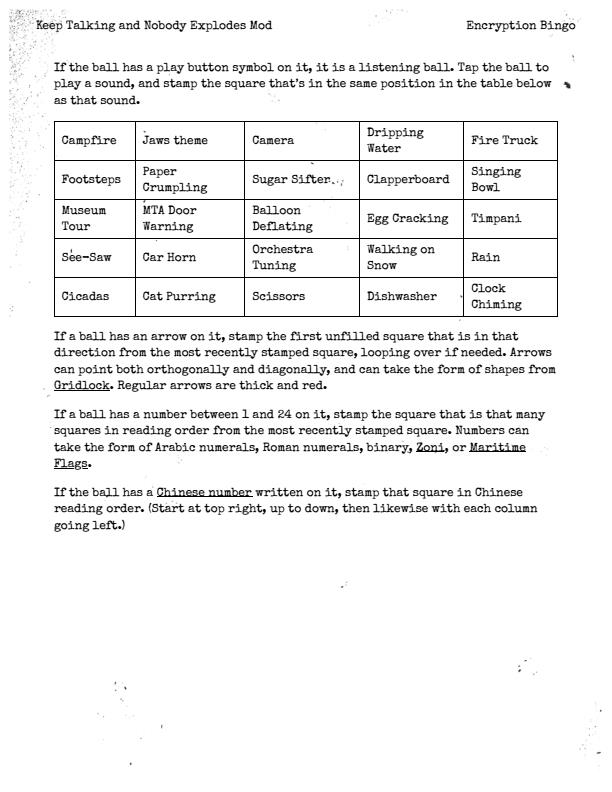 Keep Talking and Nobody Explodes Mod Encryption Bingo
If the ball has a play button symbol on it, it is a listening ball. Tap the ball to
play a sound, and stamp the square that's in the same position in the table below
as that sound.
Campfire Jaws theme Camera Dripping Water Fire Truck
Footsteps Paper Crumpling Sugar Sifter Clapperboard Singing Bowl
Museum Tour MTA Door Warning Balloon Deflating Egg Cracking Timpani
See-Saw Car Horn Orchestra Tuning Walking on Snow Rain
Cicadas Cat Purring Scissors Dishwasher Clock Chiming
If a ball has an arrow on it, stamp the first unfilled square that is in that
direction from the most recently stamped square, looping over if needed. Arrows
can point both orthogonally and diagonally, and can take the form of shapes from
Gridlock. Regular arrows are thick and red.
If a ball has a number between 1 and 24 on it, stamp the square that is that many
squares in reading order from the most recently stamped square. Numbers can
take the form of Arabic numerals, Roman numerals, binary, Zoni, or Maritime
Flags.
If the ball has a Chinese number written on it, stamp that square in Chinese
reading order. (Start at top right, up to down, then likewise with each column
going left.)